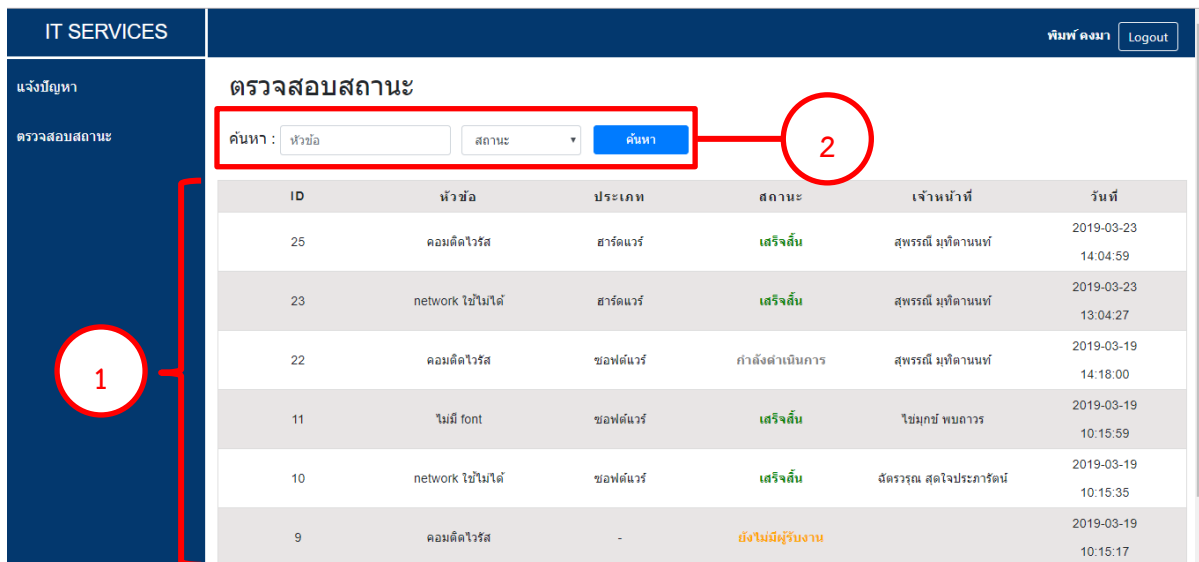 IT SERVICES
พิมพ์ คงมา Logout
แจ้งปัญหา
ตรวจสอบสถานะ
ตรวจสอบสถานะ
ค้นหา : หัวข้อ สถานะ ค้นหา
2
ID หัวข้อ ประเภท สถานะ เจ้าหน้าที่ วันที่
25 คอมติดไวรัส ฮาร์ดแวร์ เสร็จสิ้น สุพรรณี มุทิตานนท์ 2019-03-23
14:04:59
23 network ใช้ไม่ได้ ฮาร์ดแวร์ เสร็จสิ้น สุพรรณี มุทิตานนท์ 2019-03-23
13:04:27
22 คอมติดไวรัส ซอฟต์แวร์ กำลังดำเนินการ สุพรรณี มุทิตานนท์ 2019-03-19
14:18:00
1
11 ไม่มี font ซอฟต์แวร์ เสร็จสิ้น ไข่มุกข์ พบถาวร 2019-03-19
10:15:59
10 network ใช้ไม่ได้ ซอฟต์แวร์ เสร็จสิ้น ฉัตรวรุณ สุดใจประภารัตน์ 2019-03-19
10:15:35
9 คอมติดไวรัส - ยังไม่มีผู้รับงาน 2019-03-19
10:15:17